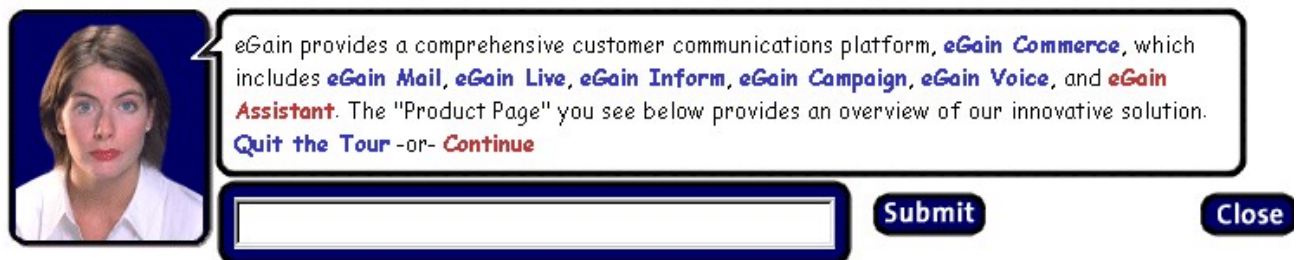 eGain provides a comprehensive customer communications platform, eGain Commerce, which
includes eGain Mail, eGain Live, eGain Inform, eGain Campaign, eGain Voice, and eGain
Assistant. The "Product Page" you see below provides an overview of our innovative solution.
Quit the Tour -or- Continue
Submit
Close